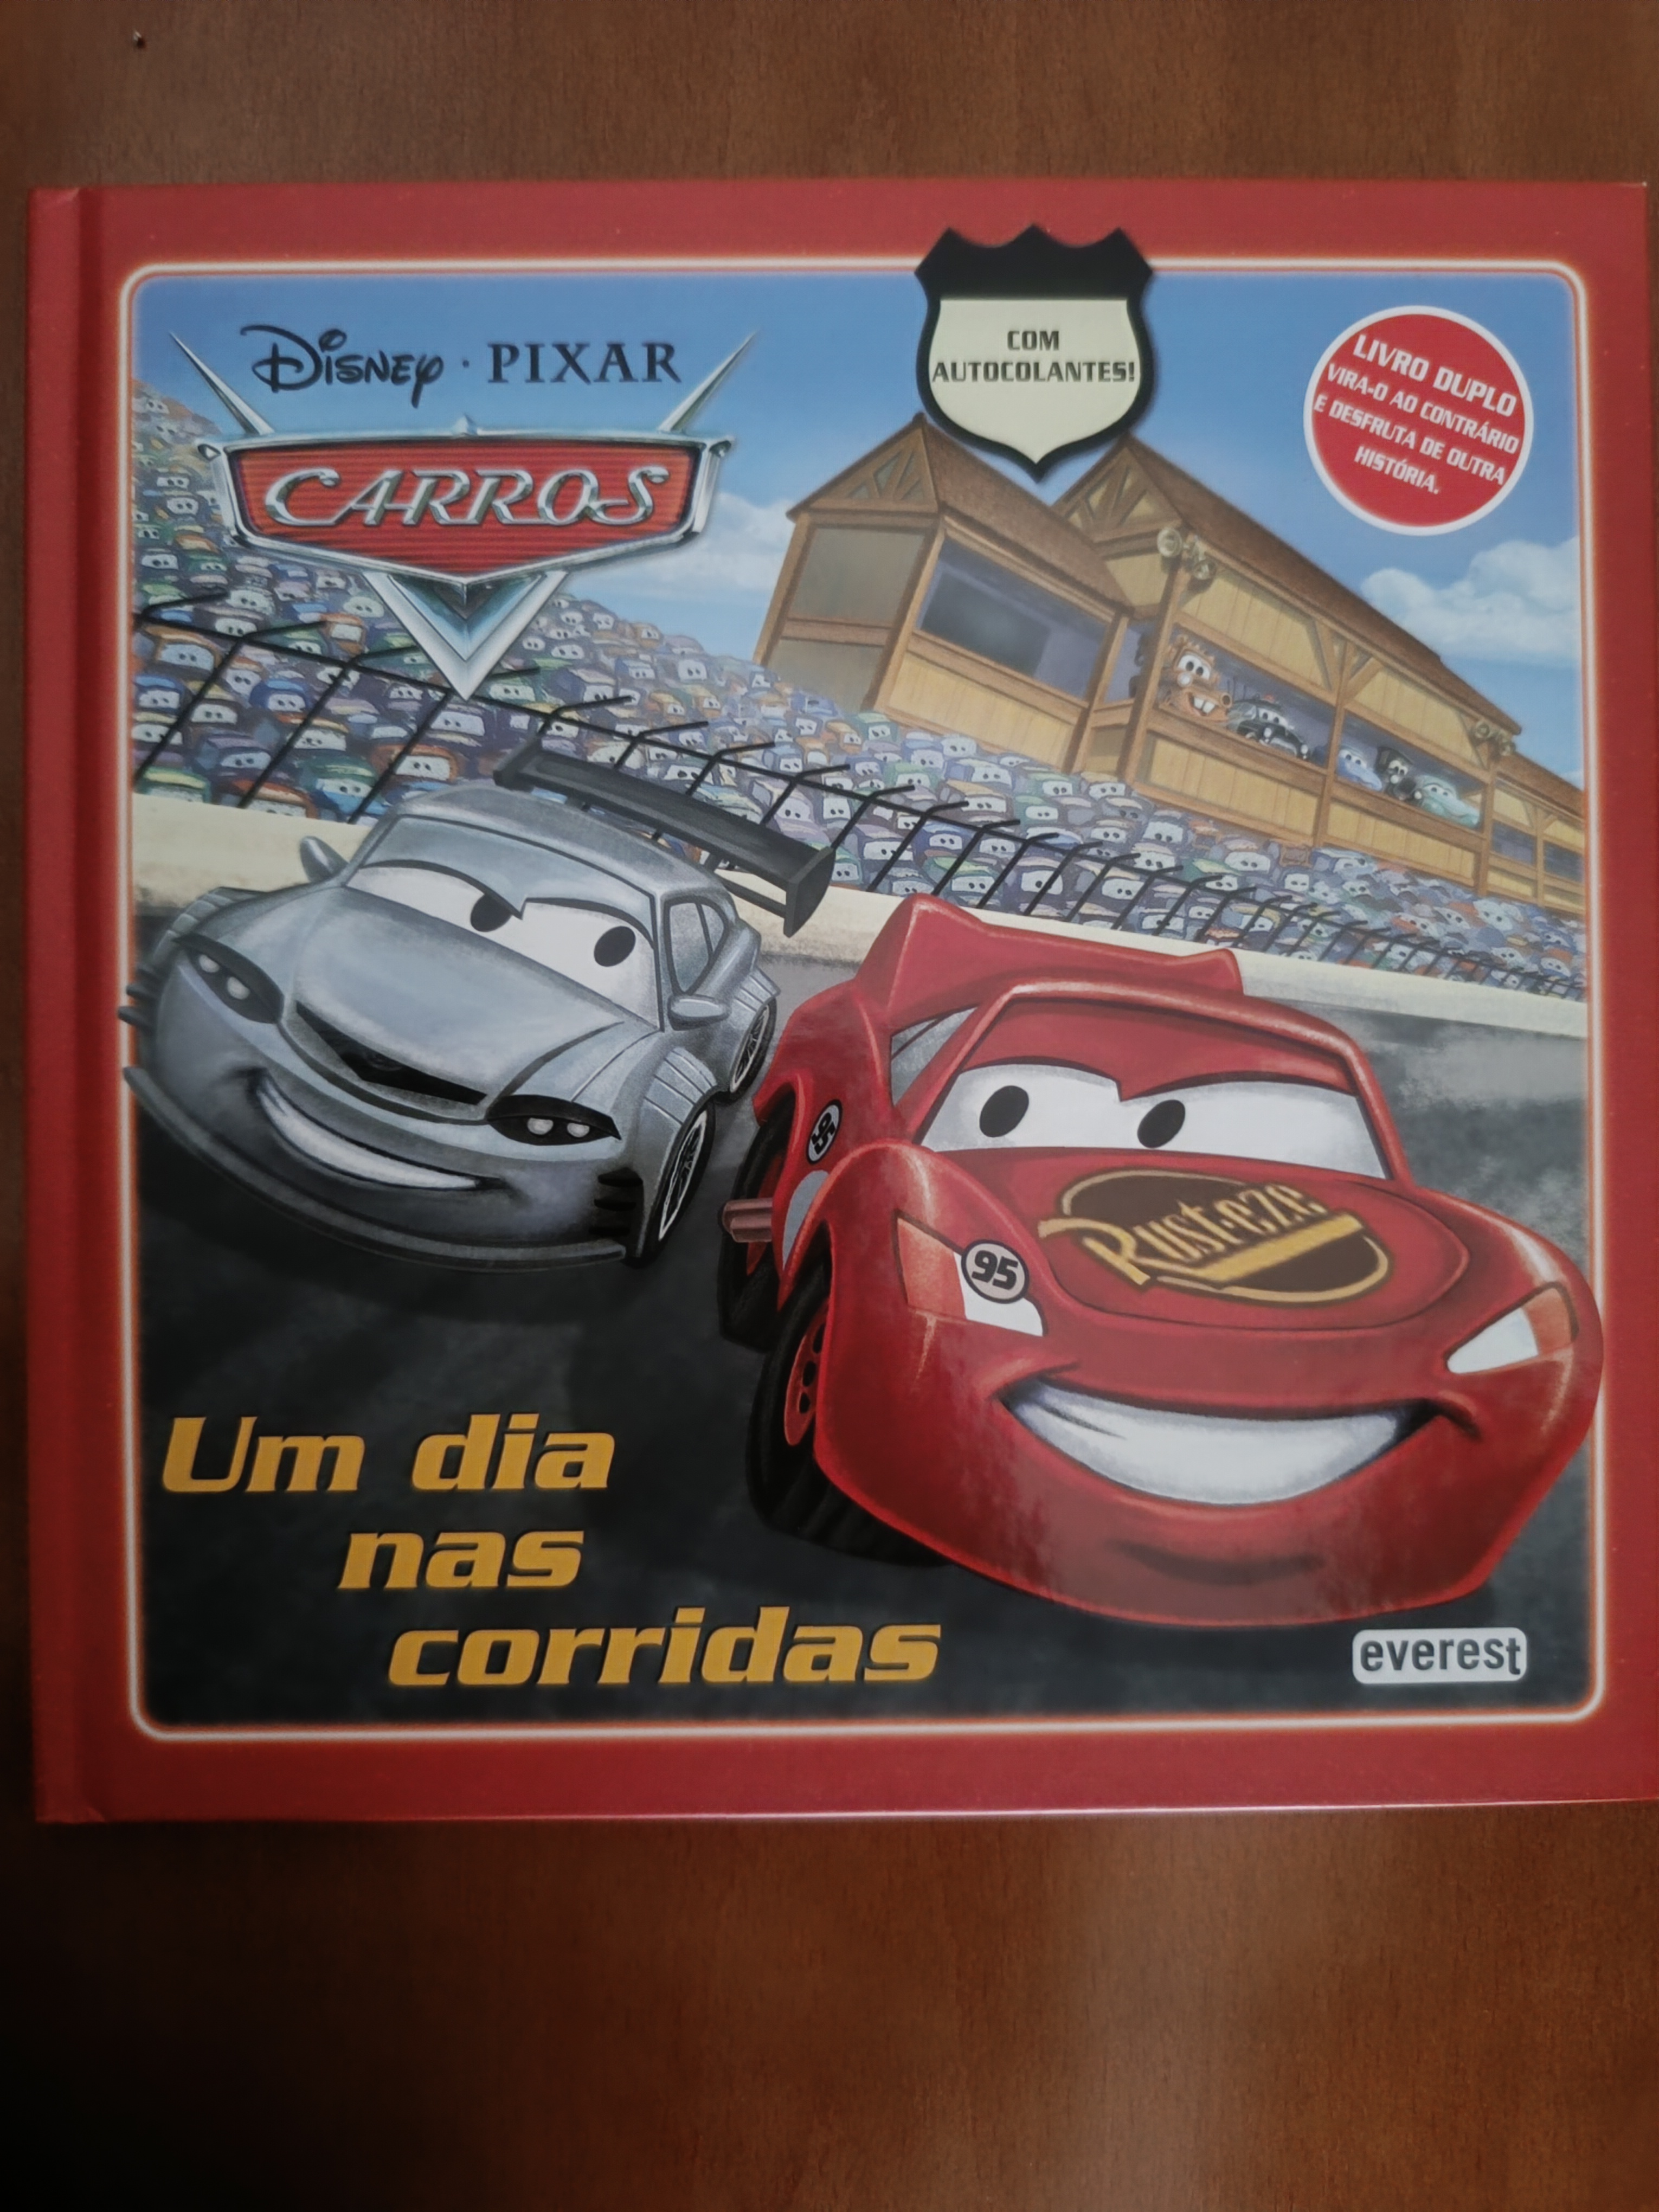 DISNEY · PIXAR
CARROS
COM
AUTOCOLANTES!
LIVRO DUPLO
VIRA-O AO CONTRÁRIO
E DESFRUTA DE OUTRA
HISTÓRIA.
95
Rust-eze
95
Um dia
nas
corridas
everest